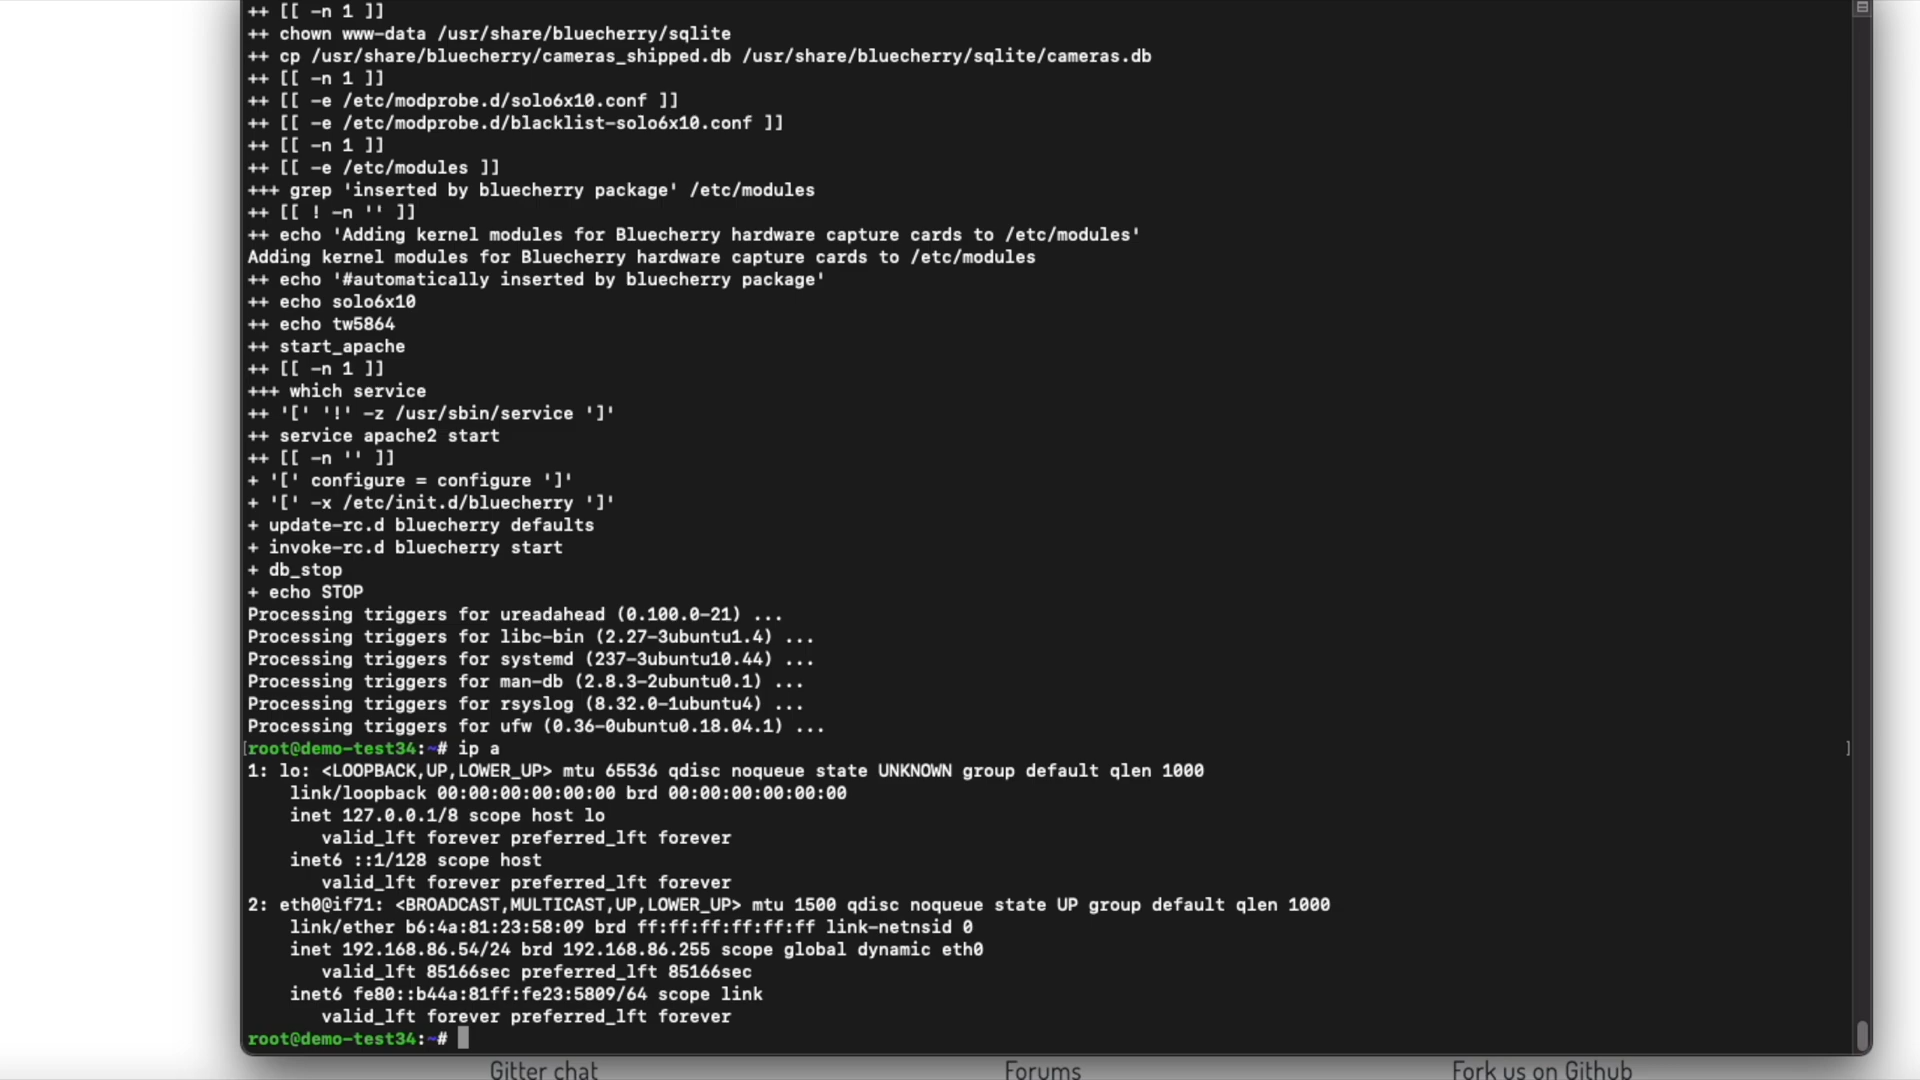 ++ [[ -n 1 ]]
++ chown www-data /usr/share/bluecherry/sqlite
++ cp /usr/share/bluecherry/cameras_shipped.db /usr/share/bluecherry/sqlite/cameras.db
++ [[ -n 1 ]]
++ [[ -e /etc/modprobe.d/solo6x10.conf ]]
++ [[ -e /etc/modprobe.d/blacklist-solo6x10.conf ]]
++ [[ -n 1 ]]
++ [[ -e /etc/modules ]]
+++ grep 'inserted by bluecherry package' /etc/modules
++ [[ ! -n '' ]]
++ echo 'Adding kernel modules for Bluecherry hardware capture cards to /etc/modules'
Adding kernel modules for Bluecherry hardware capture cards to /etc/modules
++ echo '#automatically inserted by bluecherry package'
++ echo solo6x10
++ echo tw5864
++ start_apache
++ [[ -n 1 ]]
+++ which service
++ '[' '!' -z /usr/sbin/service ']'
++ service apache2 start
++ [[ -n '' ]]
+ '[' configure = configure ']'
+ '[' -x /etc/init.d/bluecherry ']'
+ update-rc.d bluecherry defaults
+ invoke-rc.d bluecherry start
+ db_stop
+ echo STOP
Processing triggers for ureadahead (0.100.0-21) ...
Processing triggers for libc-bin (2.27-3ubuntu1.4) ...
Processing triggers for systemd (237-3ubuntu10.44) ...
Processing triggers for man-db (2.8.3-2ubuntu0.1) ...
Processing triggers for rsyslog (8.32.0-1ubuntu4) ...
Processing triggers for ufw (0.36-0ubuntu0.18.04.1) ...
[root@demo-test34:~# ip a ]
1: lo: <LOOPBACK,UP,LOWER_UP> mtu 65536 qdisc noqueue state UNKNOWN group default qlen 1000
    link/loopback 00:00:00:00:00:00 brd 00:00:00:00:00:00
    inet 127.0.0.1/8 scope host lo
       valid_lft forever preferred_lft forever
    inet6 ::1/128 scope host
       valid_lft forever preferred_lft forever
2: eth0@if71: <BROADCAST,MULTICAST,UP,LOWER_UP> mtu 1500 qdisc noqueue state UP group default qlen 1000
    link/ether b6:4a:81:23:58:09 brd ff:ff:ff:ff:ff:ff link-netnsid 0
    inet 192.168.86.54/24 brd 192.168.86.255 scope global dynamic eth0
       valid_lft 85166sec preferred_lft 85166sec
    inet6 fe80::b44a:81ff:fe23:5809/64 scope link
       valid_lft forever preferred_lft forever
root@demo-test34:~#
Gitter chat
Forums
Fork us on Github